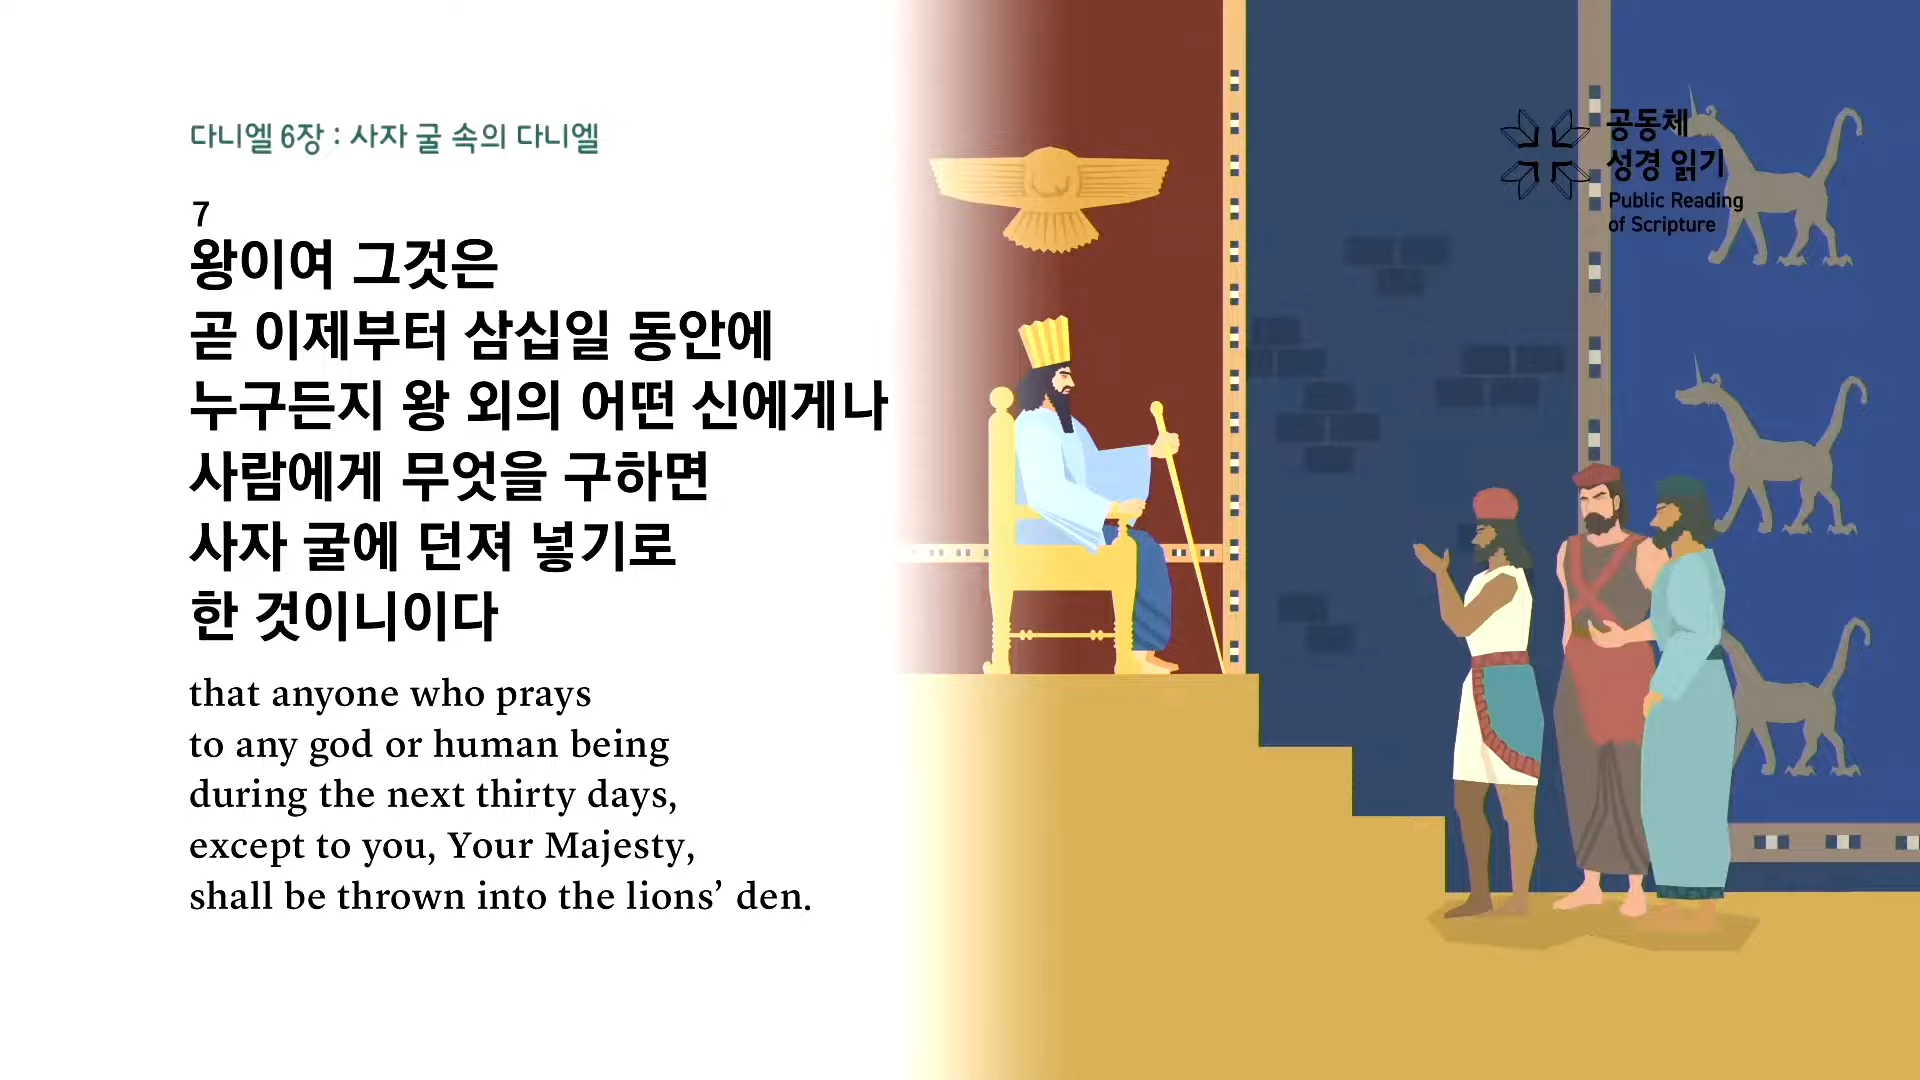 다니엘 6장 : 사자 굴 속의 다니엘
7
왕이여 그것은
곧 이제부터 삼십일 동안에
누구든지 왕 외의 어떤 신에게나
사람에게 무엇을 구하면
사자 굴에 던져 넣기로
한 것이니이다
that anyone who prays
to any god or human being
during the next thirty days,
except to you, Your Majesty,
shall be thrown into the lions’ den.
공동체
성경 읽기
Public Reading
of Scripture